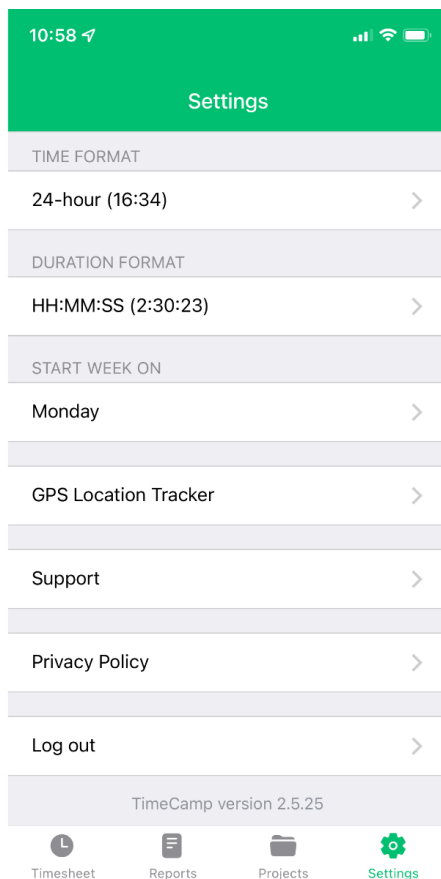 10:58
Settings
TIME FORMAT
24-hour (16:34)
DURATION FORMAT
HH:MM:SS (2:30:23)
START WEEK ON
Monday
GPS Location Tracker
Support
Privacy Policy
Log out
TimeCamp version 2.5.25
Timesheet Reports Projects Settings